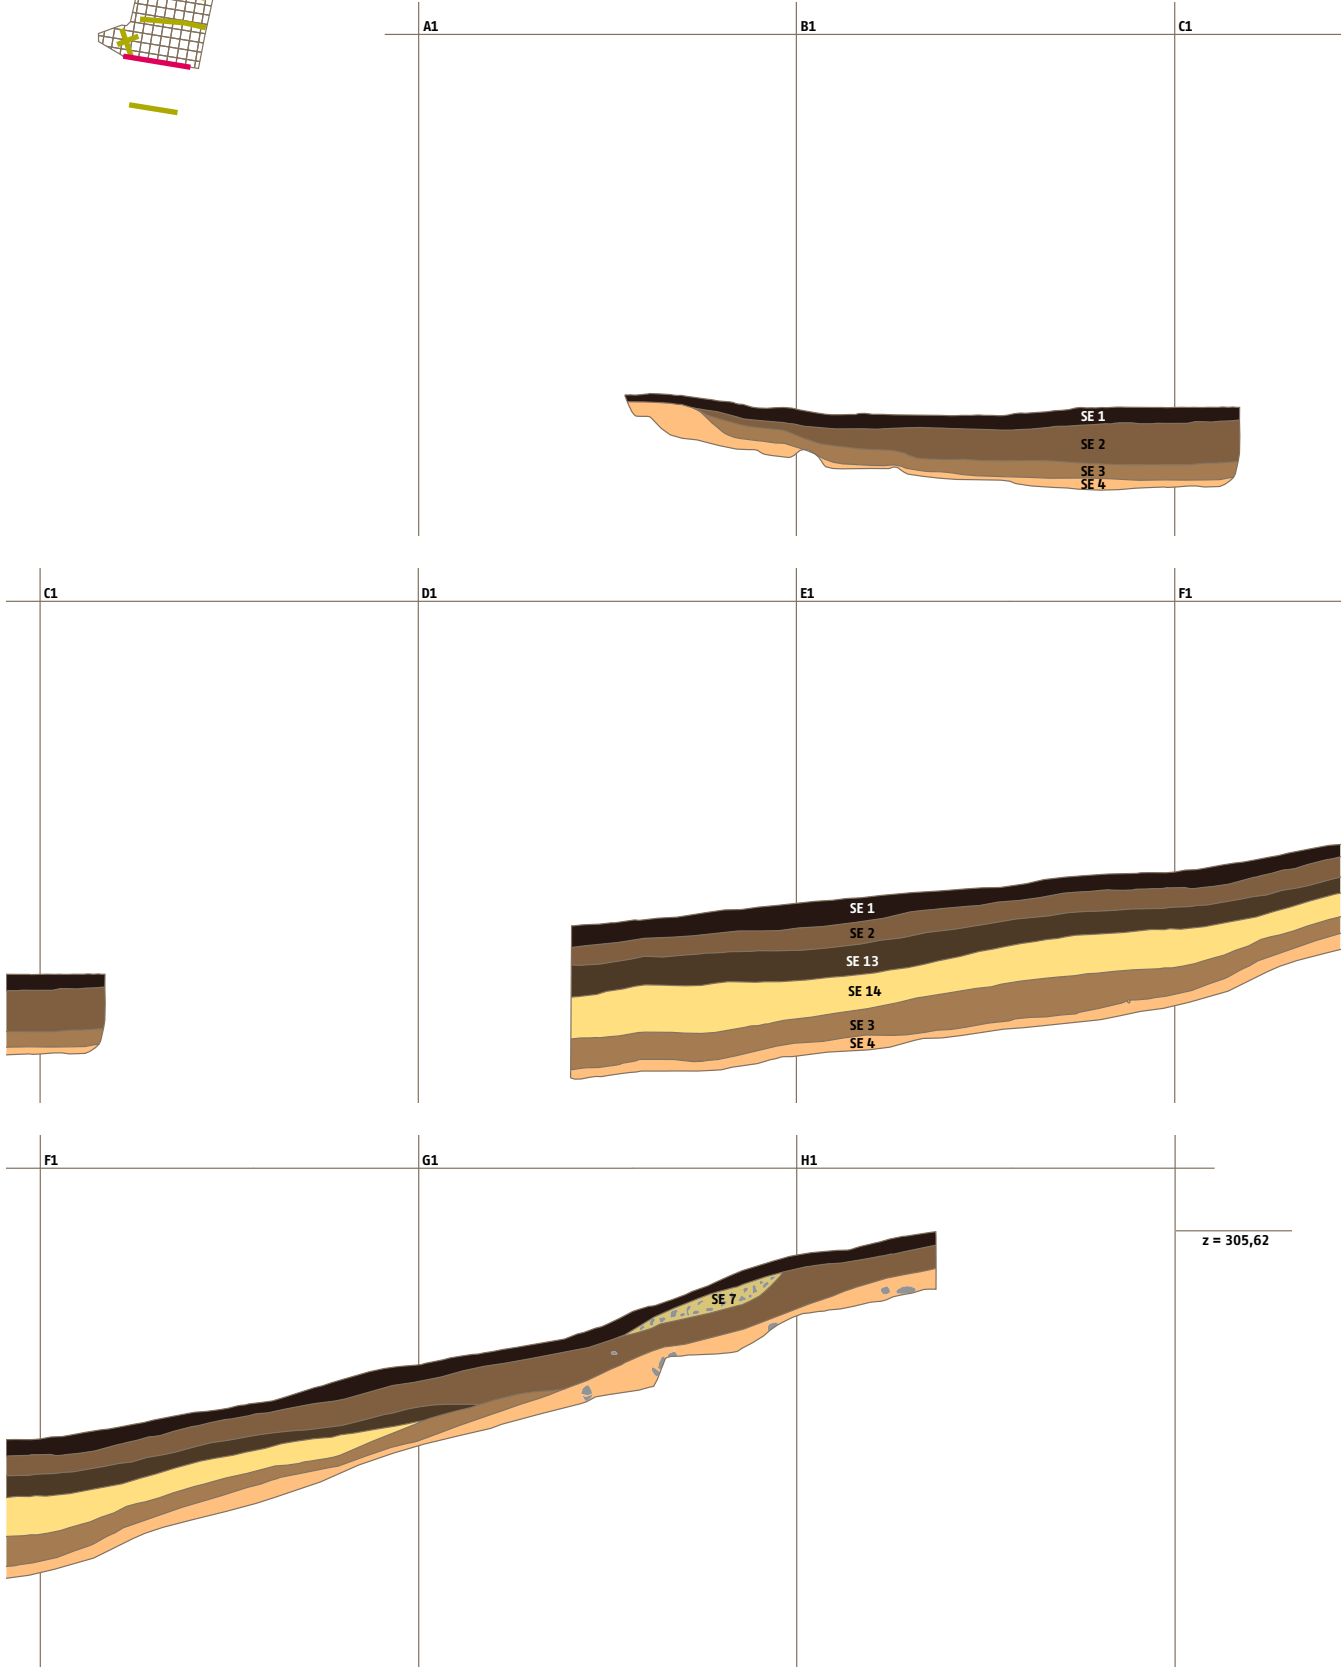 A1 B1 C1
SE 1
SE 2
SE 3
SE 4
C1 D1 E1 F1
SE 1
SE 2
SE 13
SE 14
SE 3
SE 4
F1 G1 H1
z = 305,62
SE 7